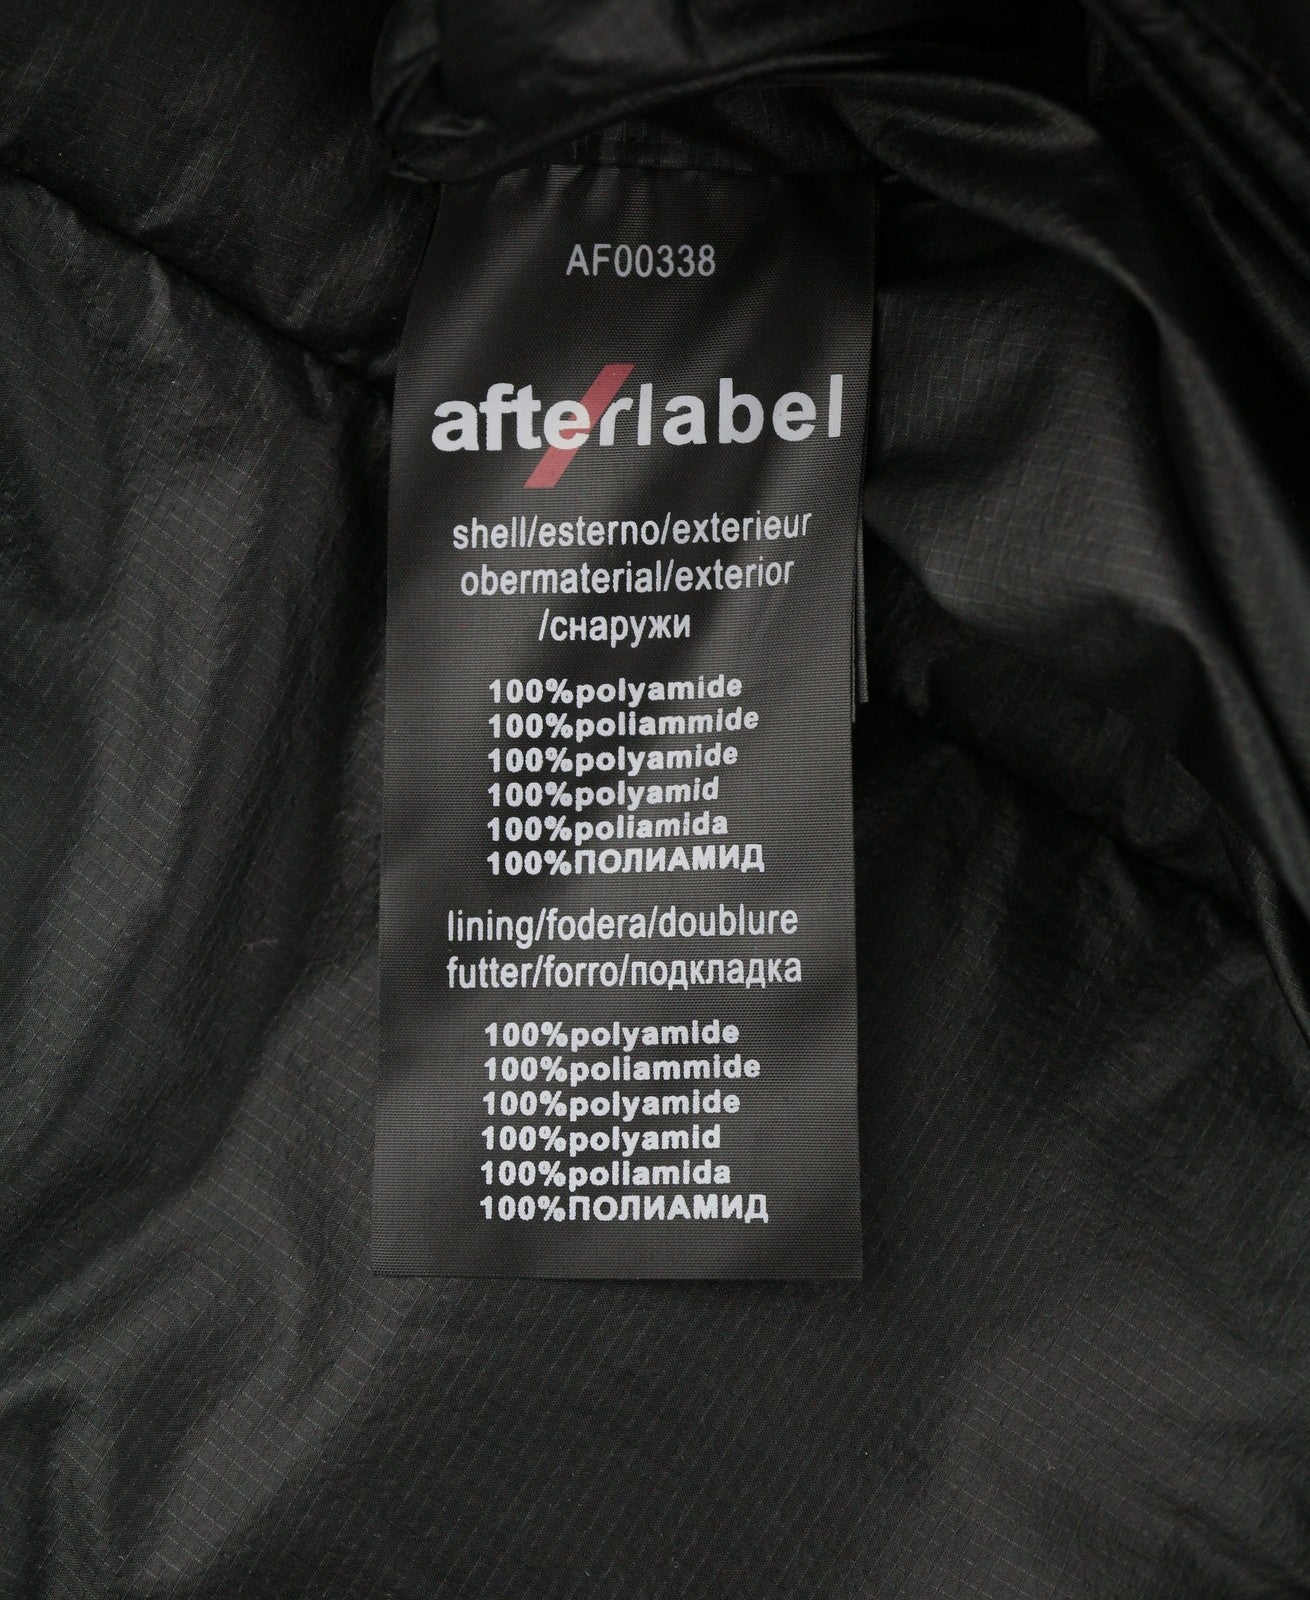 AF00338
afterlabel
shell/esterno/exterieur
obermaterial/exterior
/снаружи
100%polyamide
100%poliammide
100%polyamide
100%polyamid
100%poliamida
100%ПОЛИАМИД
lining/fodera/doublure
futter/forro/подкладка
100%polyamide
100%poliammide
100%polyamide
100%polyamid
100%poliamida
100%ПОЛИАМИД